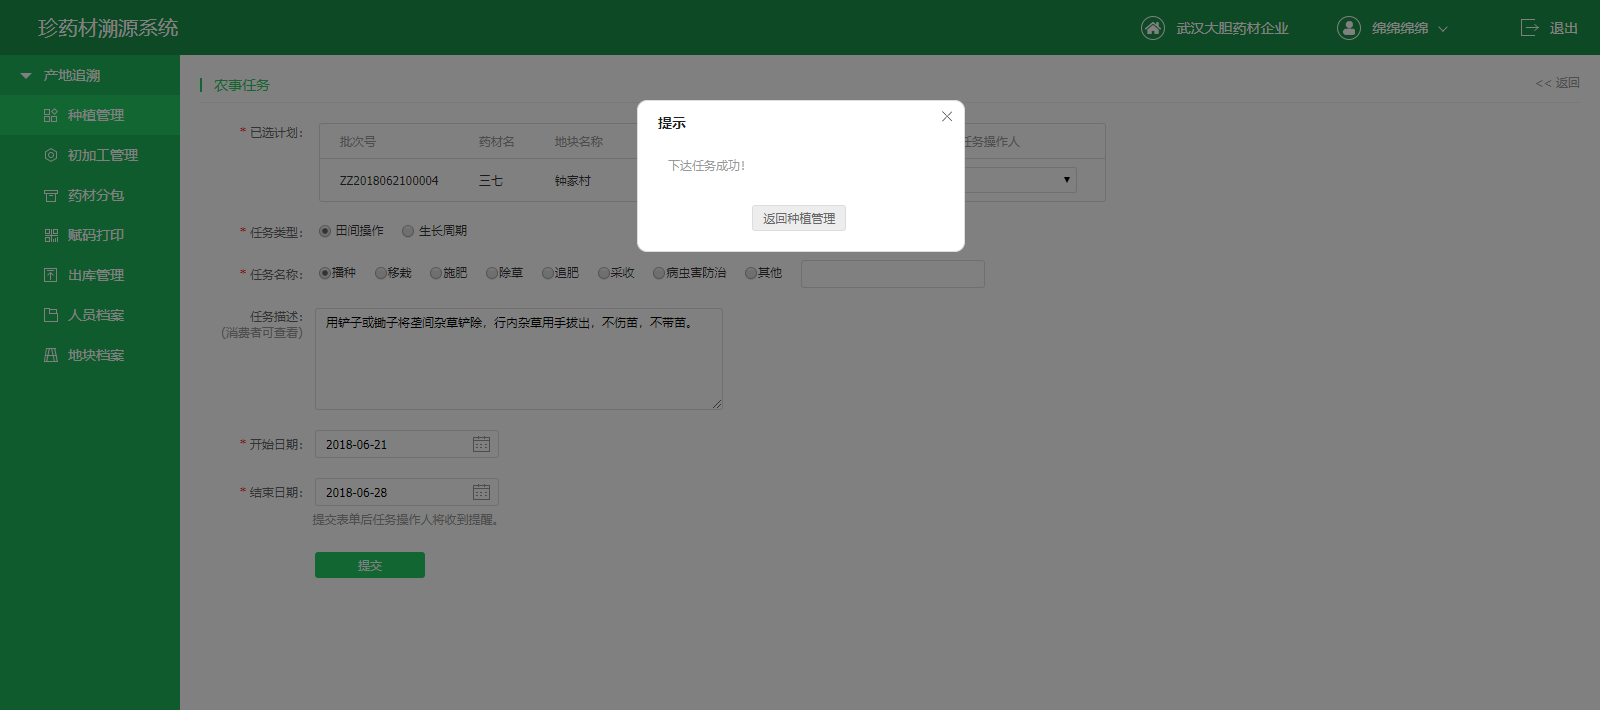 珍药材溯源系统
武汉大胆药材企业 绵绵绵绵 退出
产地追溯
种植管理
初加工管理
药材分包
赋码打印
出库管理
人员档案
地块档案
农事任务
<< 返回
* 已选计划：
批次号 药材名 地块名称 任务操作人
ZZ2018062100004 三七 钟家村
提示
下达任务成功！
返回种植管理
* 任务类型： 田间操作 生长周期
* 任务名称： 播种 移栽 施肥 除草 追肥 采收 病虫害防治 其他
任务描述：
(消费者可查看)
用铲子或锄子将垄间杂草铲除，行内杂草用手拔出，不伤苗，不带苗。
* 开始日期： 2018-06-21
* 结束日期： 2018-06-28
提交表单后任务操作人将收到提醒。
提交